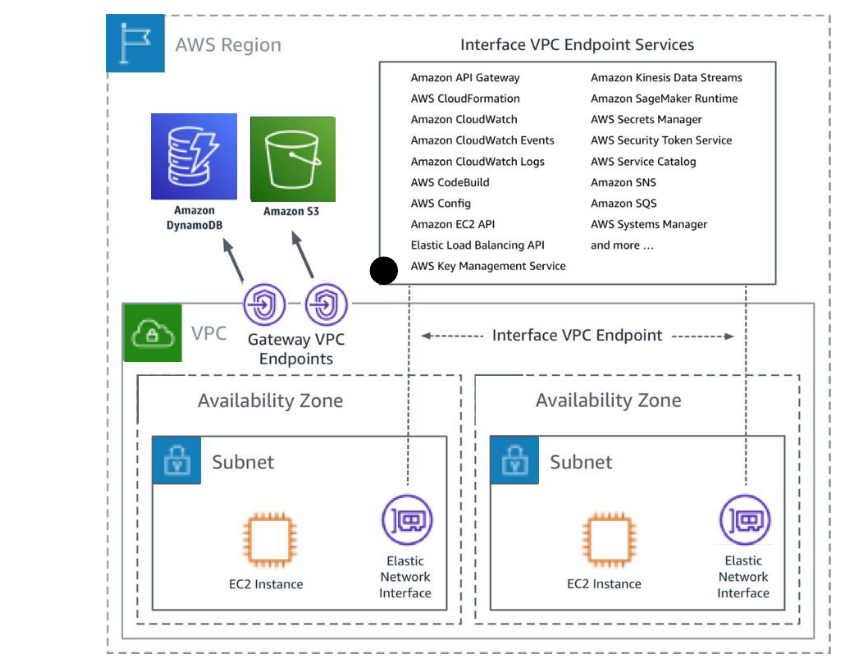 AWS Region
Interface VPC Endpoint Services
Amazon API Gateway
AWS CloudFormation
Amazon CloudWatch
Amazon CloudWatch Events
Amazon CloudWatch Logs
AWS CodeBuild
AWS Config
Amazon EC2 API
Elastic Load Balancing API
AWS Key Management Service
Amazon Kinesis Data Streams
Amazon SageMaker Runtime
AWS Secrets Manager
AWS Security Token Service
AWS Service Catalog
Amazon SNS
Amazon SQS
AWS Systems Manager
and more ...
Amazon
DynamoDB
Amazon S3
VPC
Gateway VPC
Endpoints
Interface VPC Endpoint
Availability Zone
Subnet
EC2 Instance
Elastic
Network
Interface
Availability Zone
Subnet
EC2 Instance
Elastic
Network
Interface